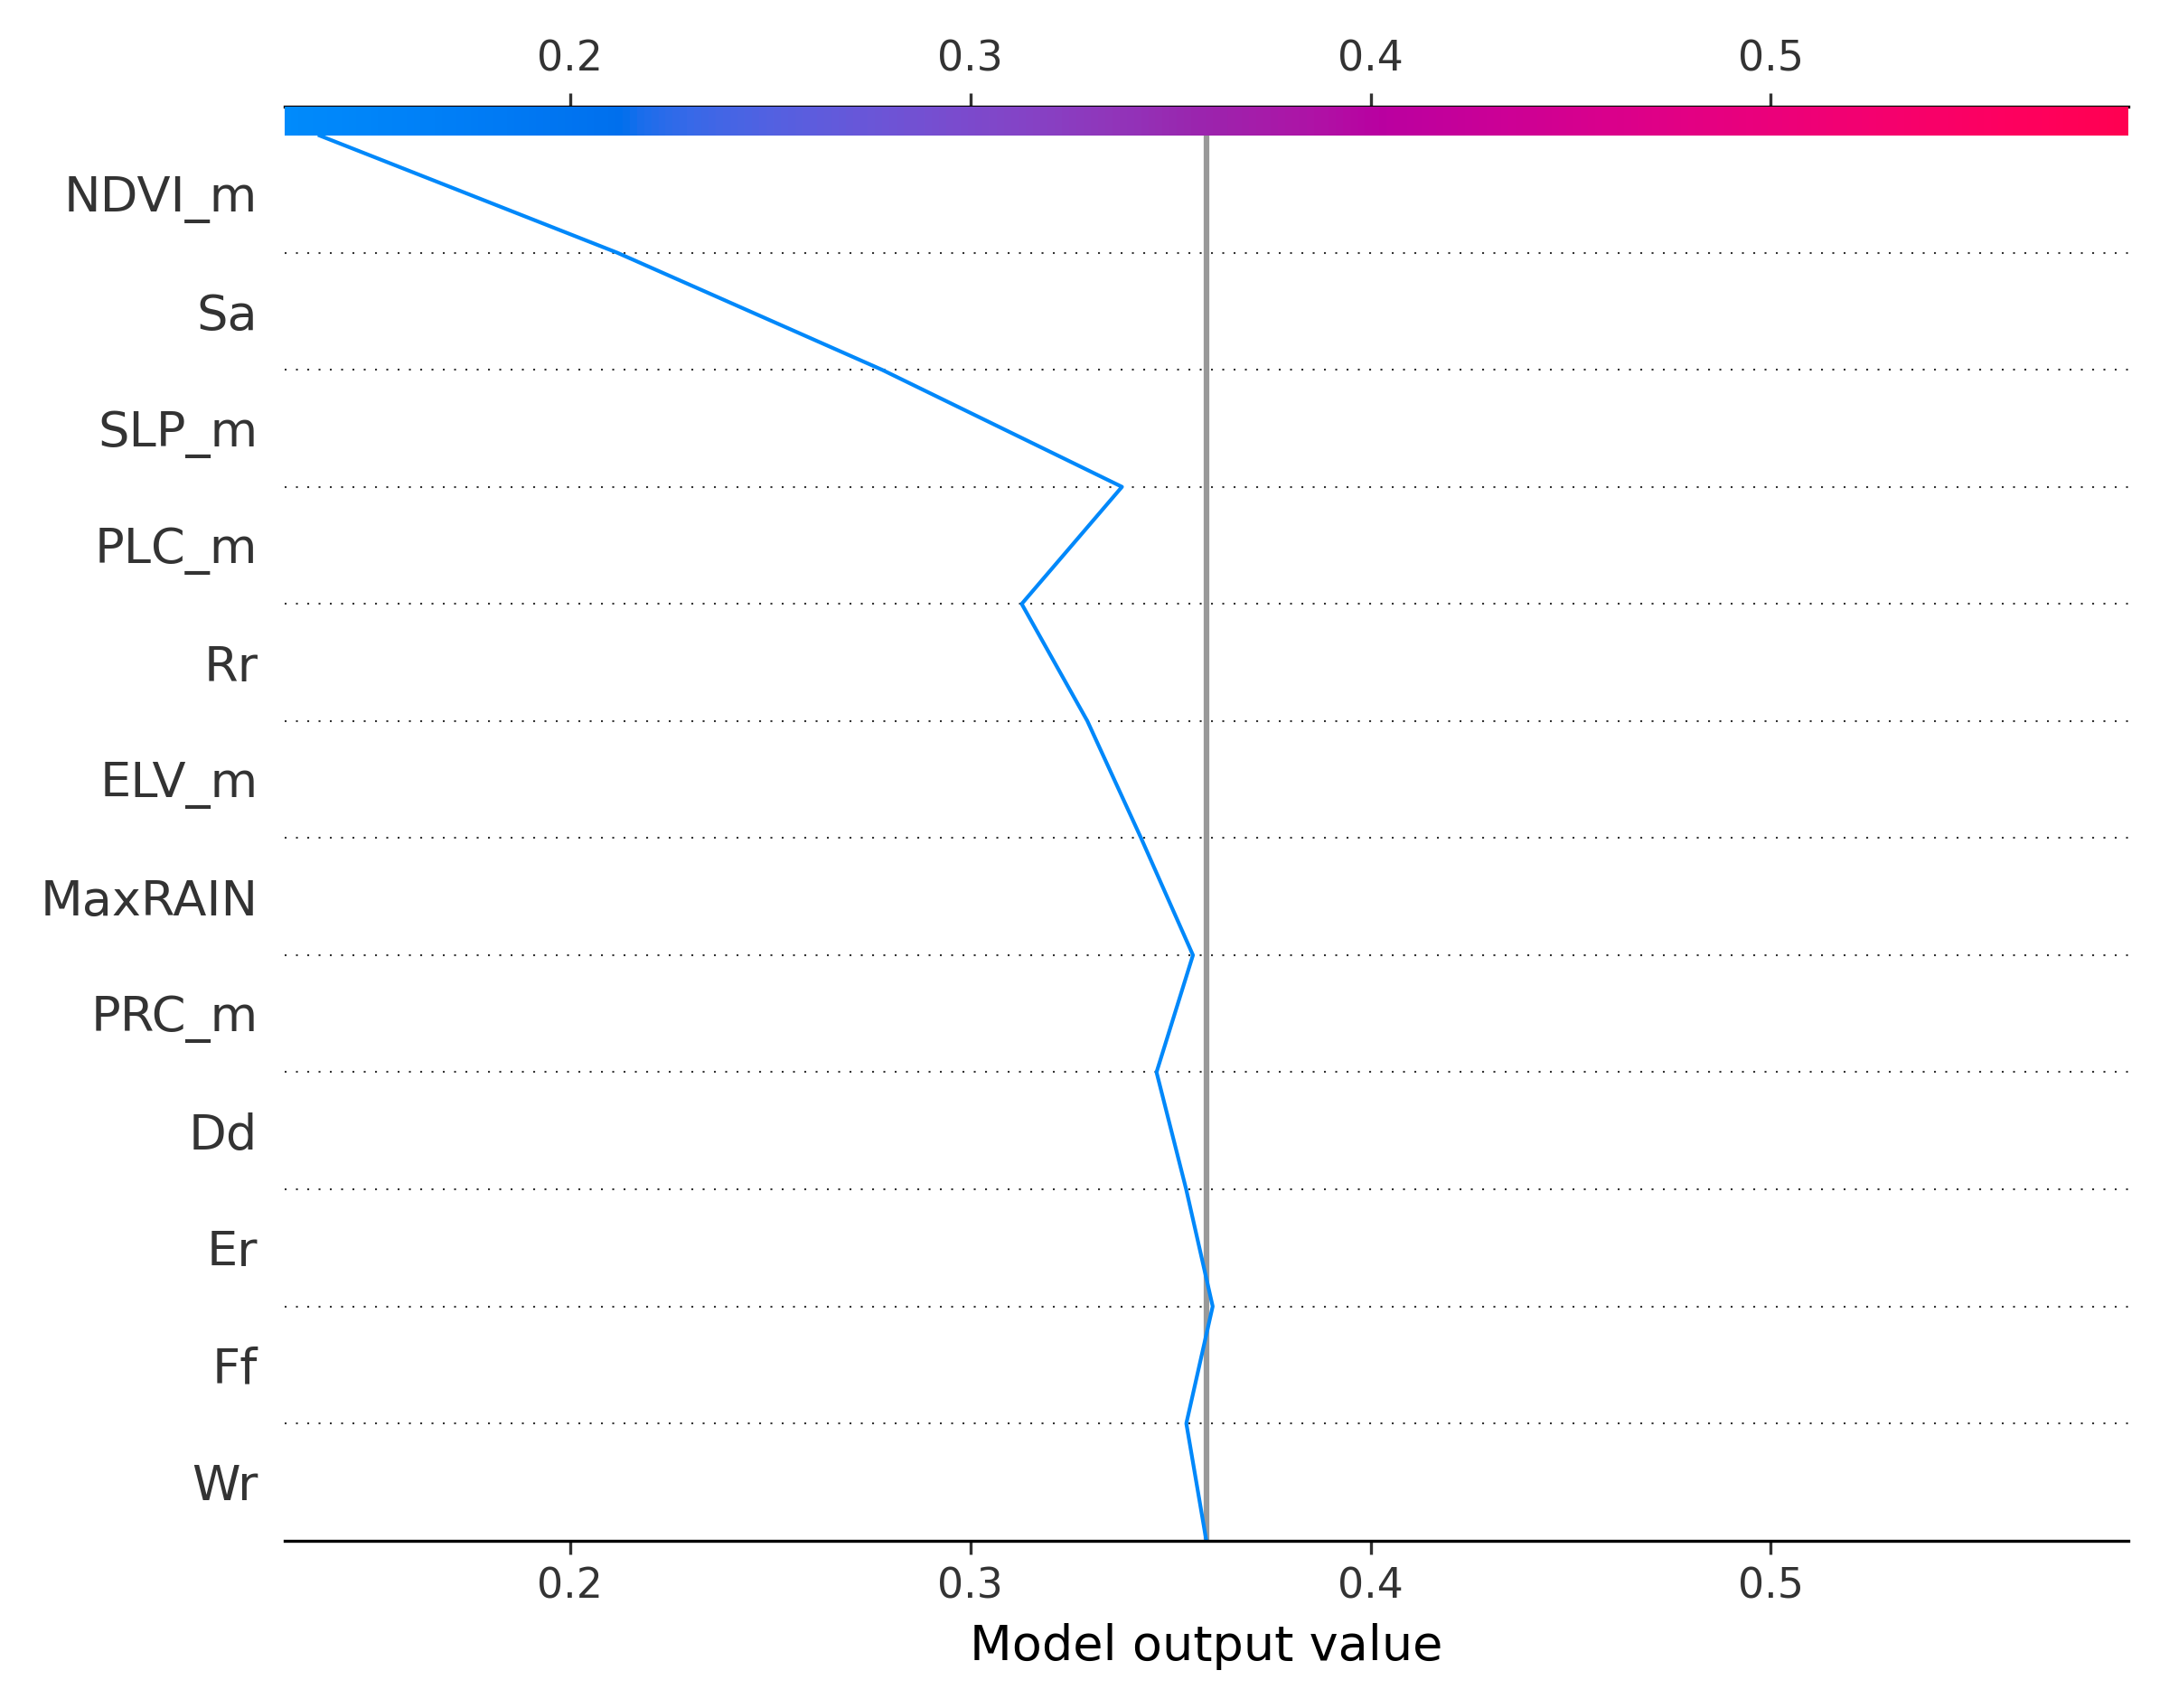 0.2 0.3 0.4 0.5
NDVI_m
Sa
SLP_m
PLC_m
Rr
ELV_m
MaxRAIN
PRC_m
Dd
Er
Ff
Wr
0.2 0.3 0.4 0.5
Model output value